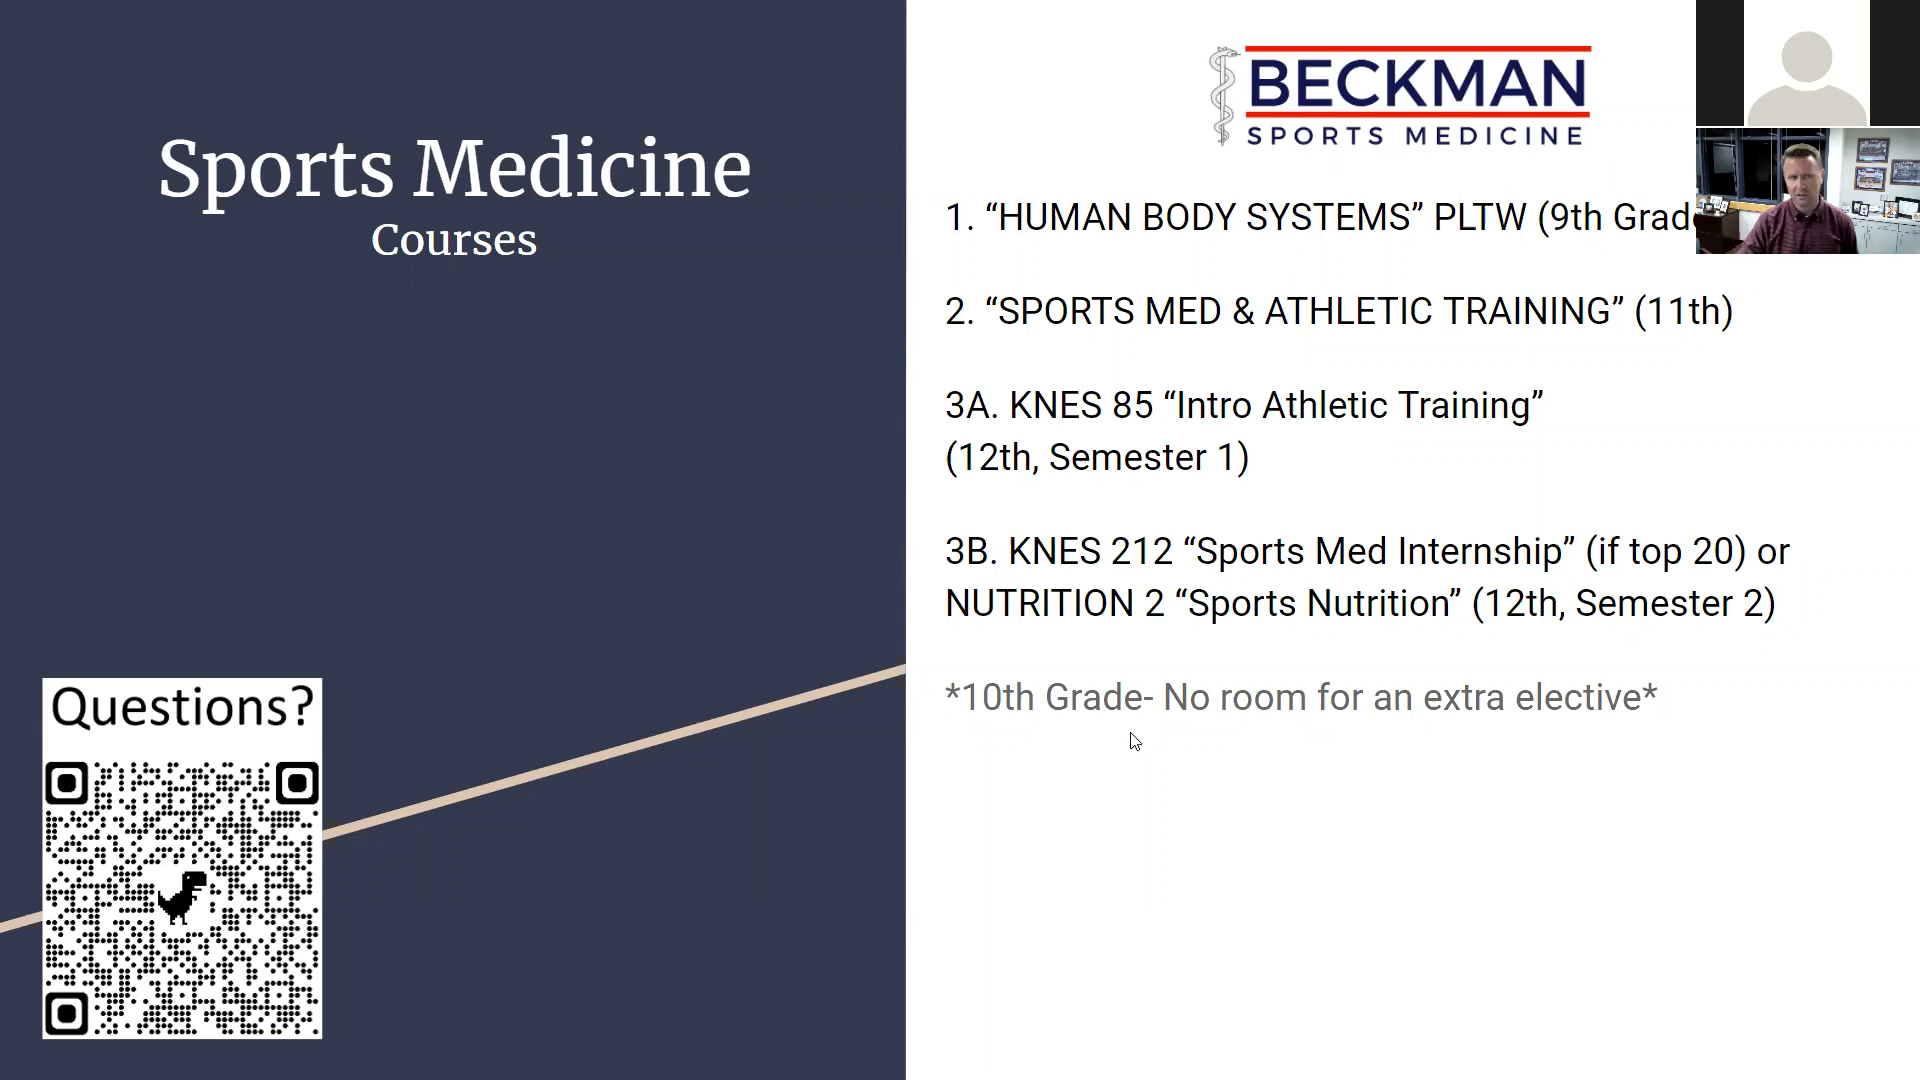 Sports Medicine
Courses
Questions?
BECKMAN
SPORTS MEDICINE
1. “HUMAN BODY SYSTEMS” PLTW (9th Grad
2. “SPORTS MED & ATHLETIC TRAINING” (11th)
3A. KNES 85 “Intro Athletic Training”
(12th, Semester 1)
3B. KNES 212 “Sports Med Internship” (if top 20) or
NUTRITION 2 “Sports Nutrition” (12th, Semester 2)
*10th Grade- No room for an extra elective*